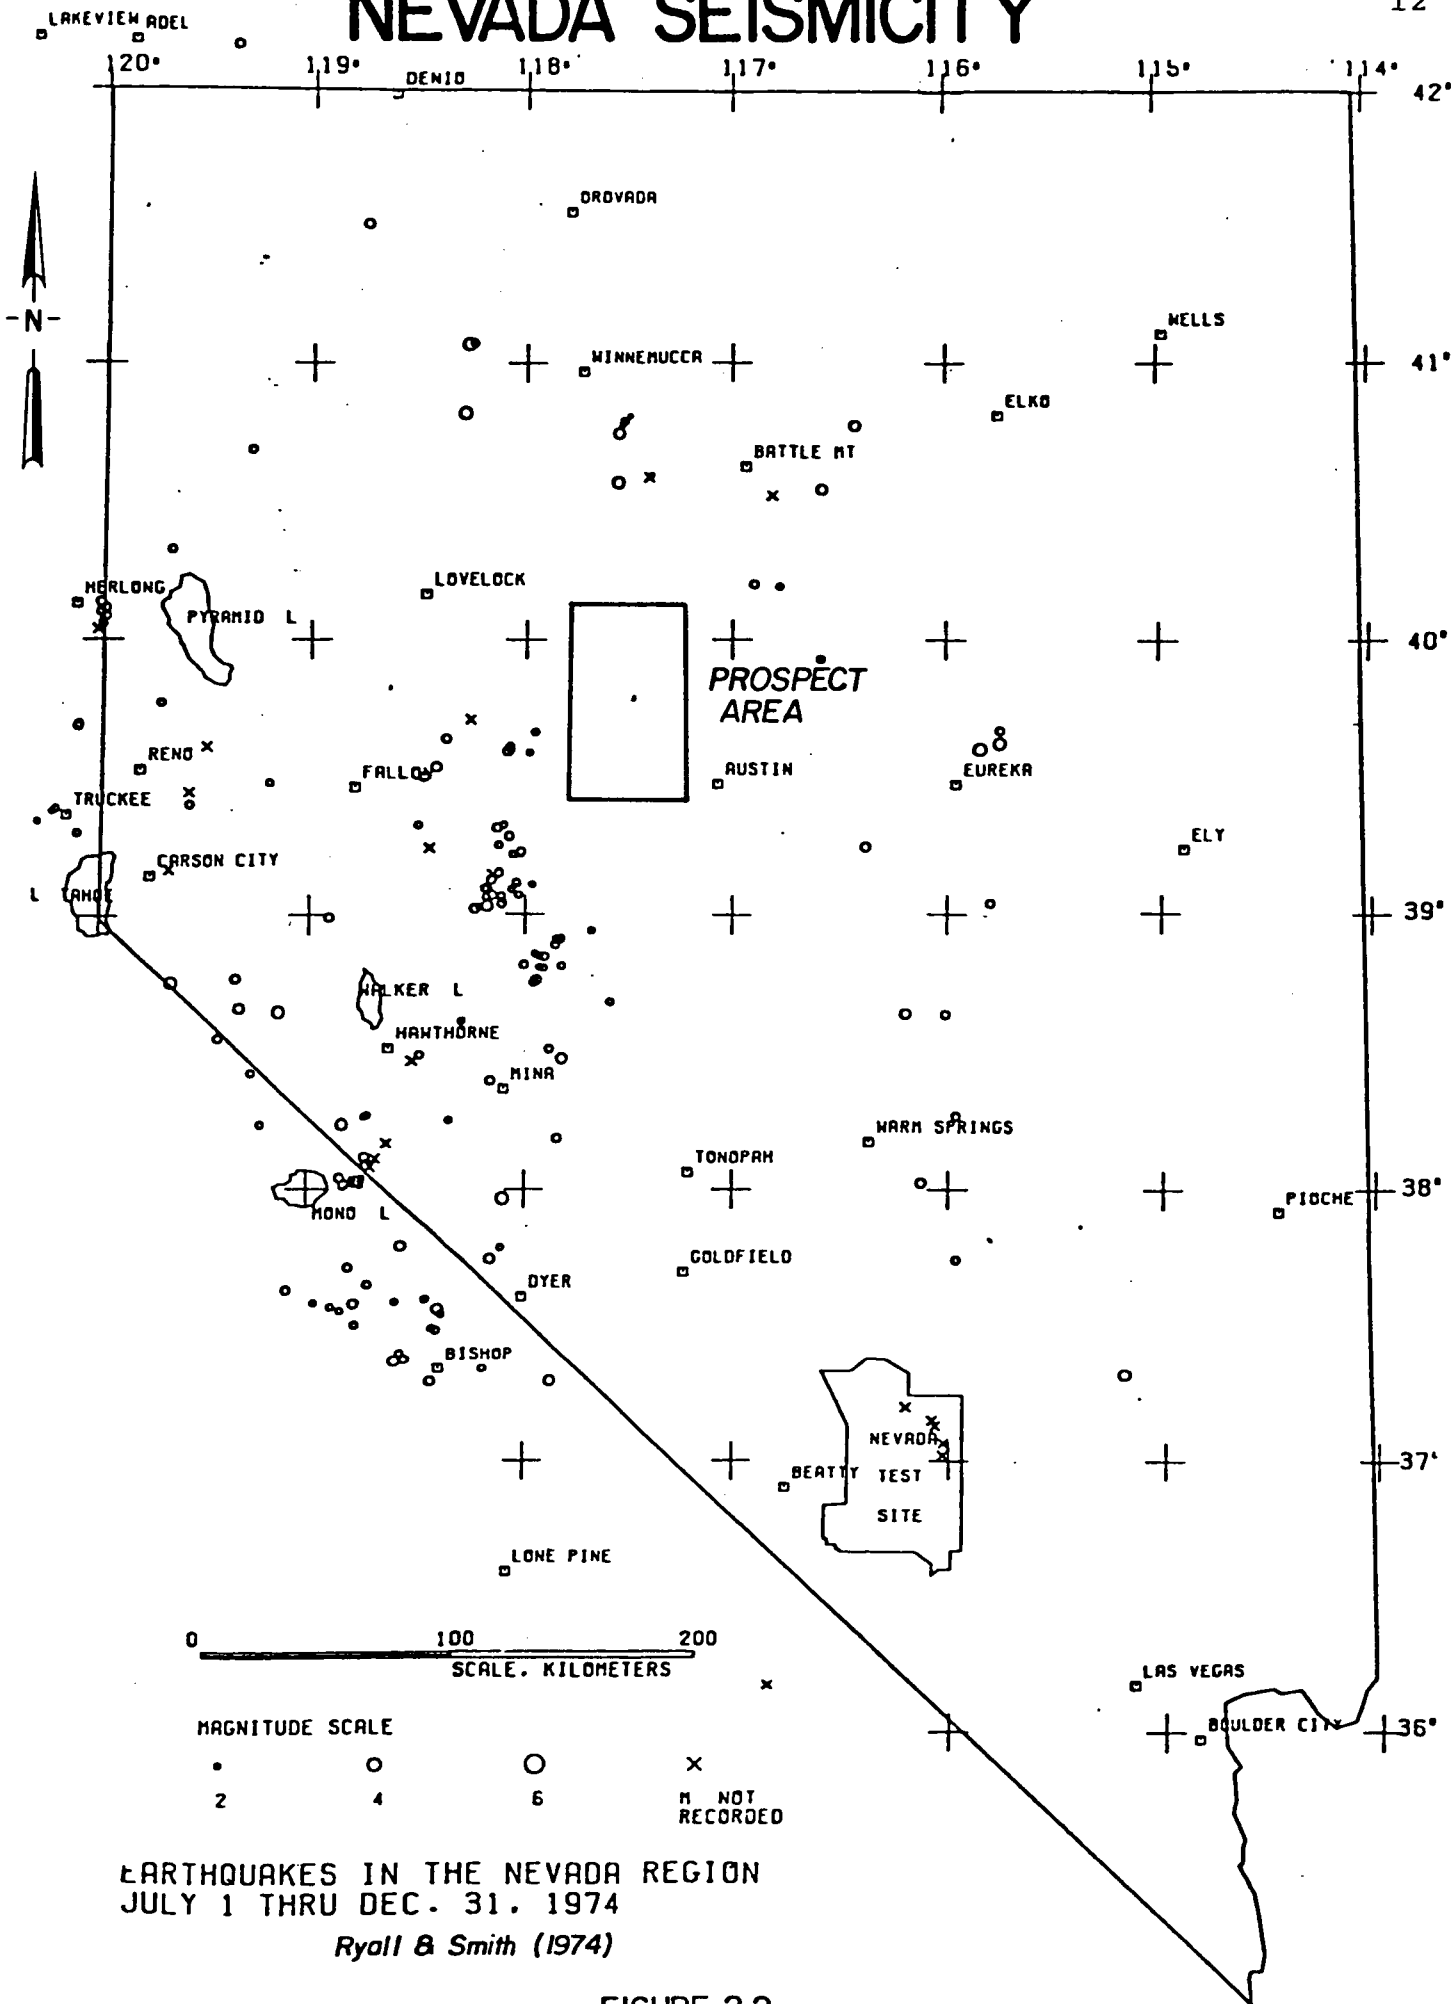 NEVADA SEISMICITY
12
LAKEVIEW ADEL
120° 119° 118° 117° 116° 115° 114°
DENIO
42°
OROVADA
-N-
WELLS
WINNEMUCCA
41°
ELKO
BATTLE MT
HERLONG
LOVELOCK
PYRAMID L
40°
PROSPECT
AREA
RENO
FALLON
AUSTIN
EUREKA
TRUCKEE
ELY
CARSON CITY
L TAHOE
39°
WALKER L
HAWTHORNE
MINA
WARM SPRINGS
TONOPAH
38°
PIOCHE
MONO L
GOLDFIELD
DYER
BISHOP
NEVADA
37°
BEATTY TEST
SITE
LONE PINE
0 100 200
SCALE, KILOMETERS
LAS VEGAS
BOULDER CITY
36°
MAGNITUDE SCALE
2 4 6 M NOT
RECORDED
EARTHQUAKES IN THE NEVADA REGION
JULY 1 THRU DEC. 31, 1974
Ryall & Smith (1974)